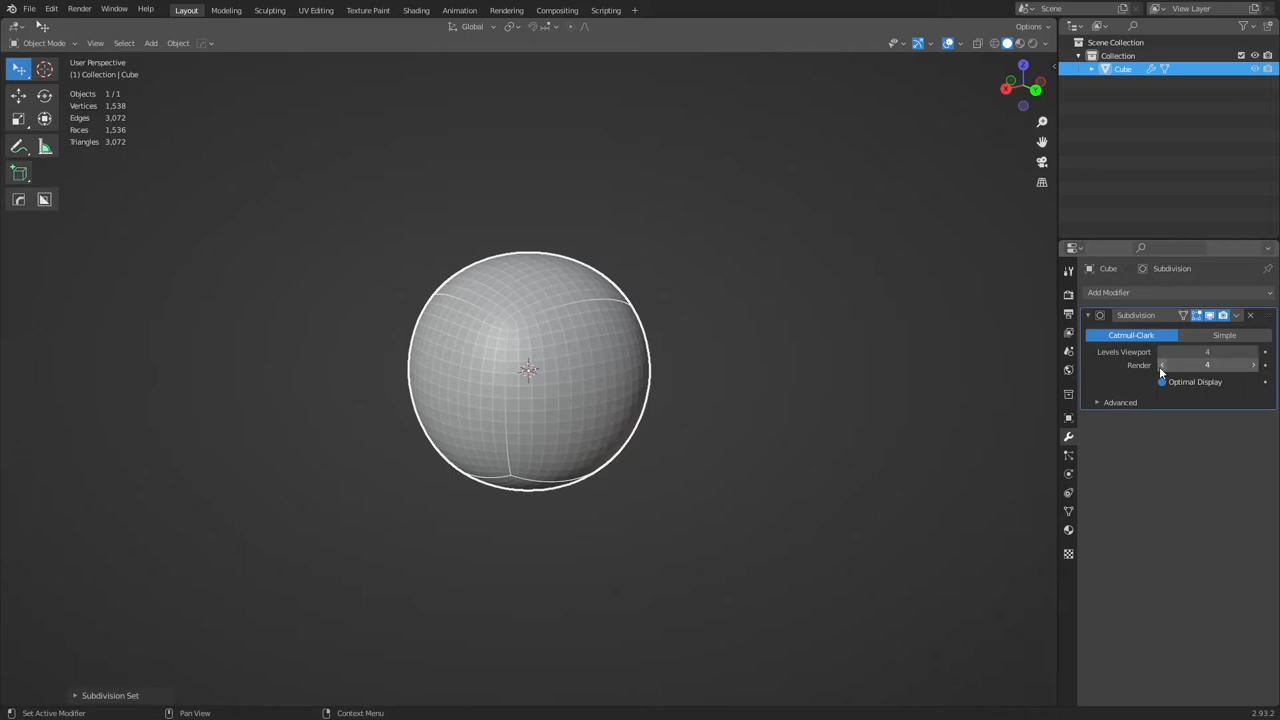 File Edit Render Window Help Layout Modeling Sculpting UV Editing Texture Paint Shading Animation Rendering Compositing Scripting + Scene View Layer
Global Options
Object Mode View Select Add Object
User Perspective
(1) Collection | Cube
Objects 1 / 1
Vertices 1,538
Edges 3,072
Faces 1,536
Triangles 3,072
Z
X
Y
Scene Collection
Collection
Cube
Cube Subdivision
Add Modifier
Subdivision
Catmull-Clark Simple
Levels Viewport 4
Render 4
Optimal Display
Advanced
Subdivision Set
Set Active Modifier Pan View Context Menu 2.93.2